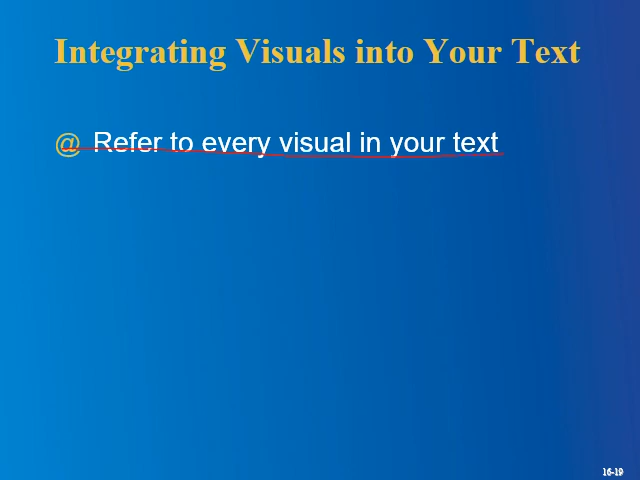 Integrating Visuals into Your Text
@ Refer to every visual in your text
16-19